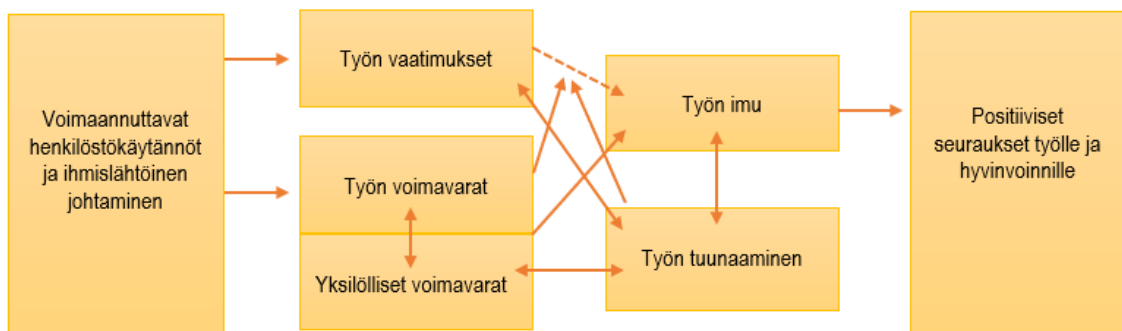 Voimaannuttavat
henkilöstökäytännöt
ja ihmislähtöinen
johtaminen
Työn vaatimukset
Työn voimavarat
Yksilölliset voimavarat
Työn imu
Työn tuunaaminen
Positiiviset
seuraukset työlle ja
hyvinvoinnille